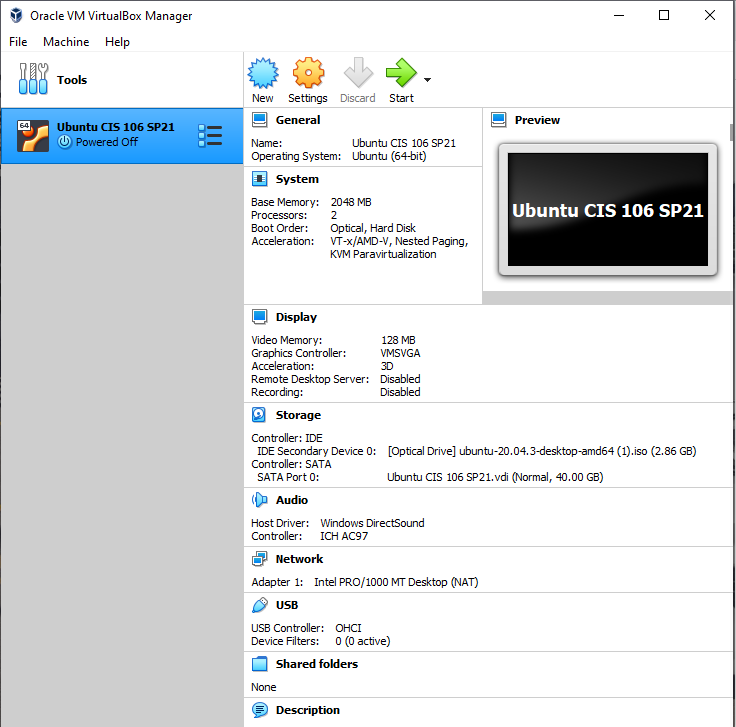 Oracle VM VirtualBox Manager
File Machine Help
Tools
New Settings Discard Start
64
Ubuntu CIS 106 SP21
Powered Off
General
Name: Ubuntu CIS 106 SP21
Operating System: Ubuntu (64-bit)
System
Base Memory: 2048 MB
Processors: 2
Boot Order: Optical, Hard Disk
Acceleration: VT-x/AMD-V, Nested Paging,
KVM Paravirtualization
Preview
Ubuntu CIS 106 SP21
Display
Video Memory: 128 MB
Graphics Controller: VMSVGA
Acceleration: 3D
Remote Desktop Server: Disabled
Recording: Disabled
Storage
Controller: IDE
IDE Secondary Device 0: [Optical Drive] ubuntu-20.04.3-desktop-amd64 (1).iso (2.86 GB)
Controller: SATA
SATA Port 0: Ubuntu CIS 106 SP21.vdi (Normal, 40.00 GB)
Audio
Host Driver: Windows DirectSound
Controller: ICH AC97
Network
Adapter 1: Intel PRO/1000 MT Desktop (NAT)
USB
USB Controller: OHCI
Device Filters: 0 (0 active)
Shared folders
None
Description